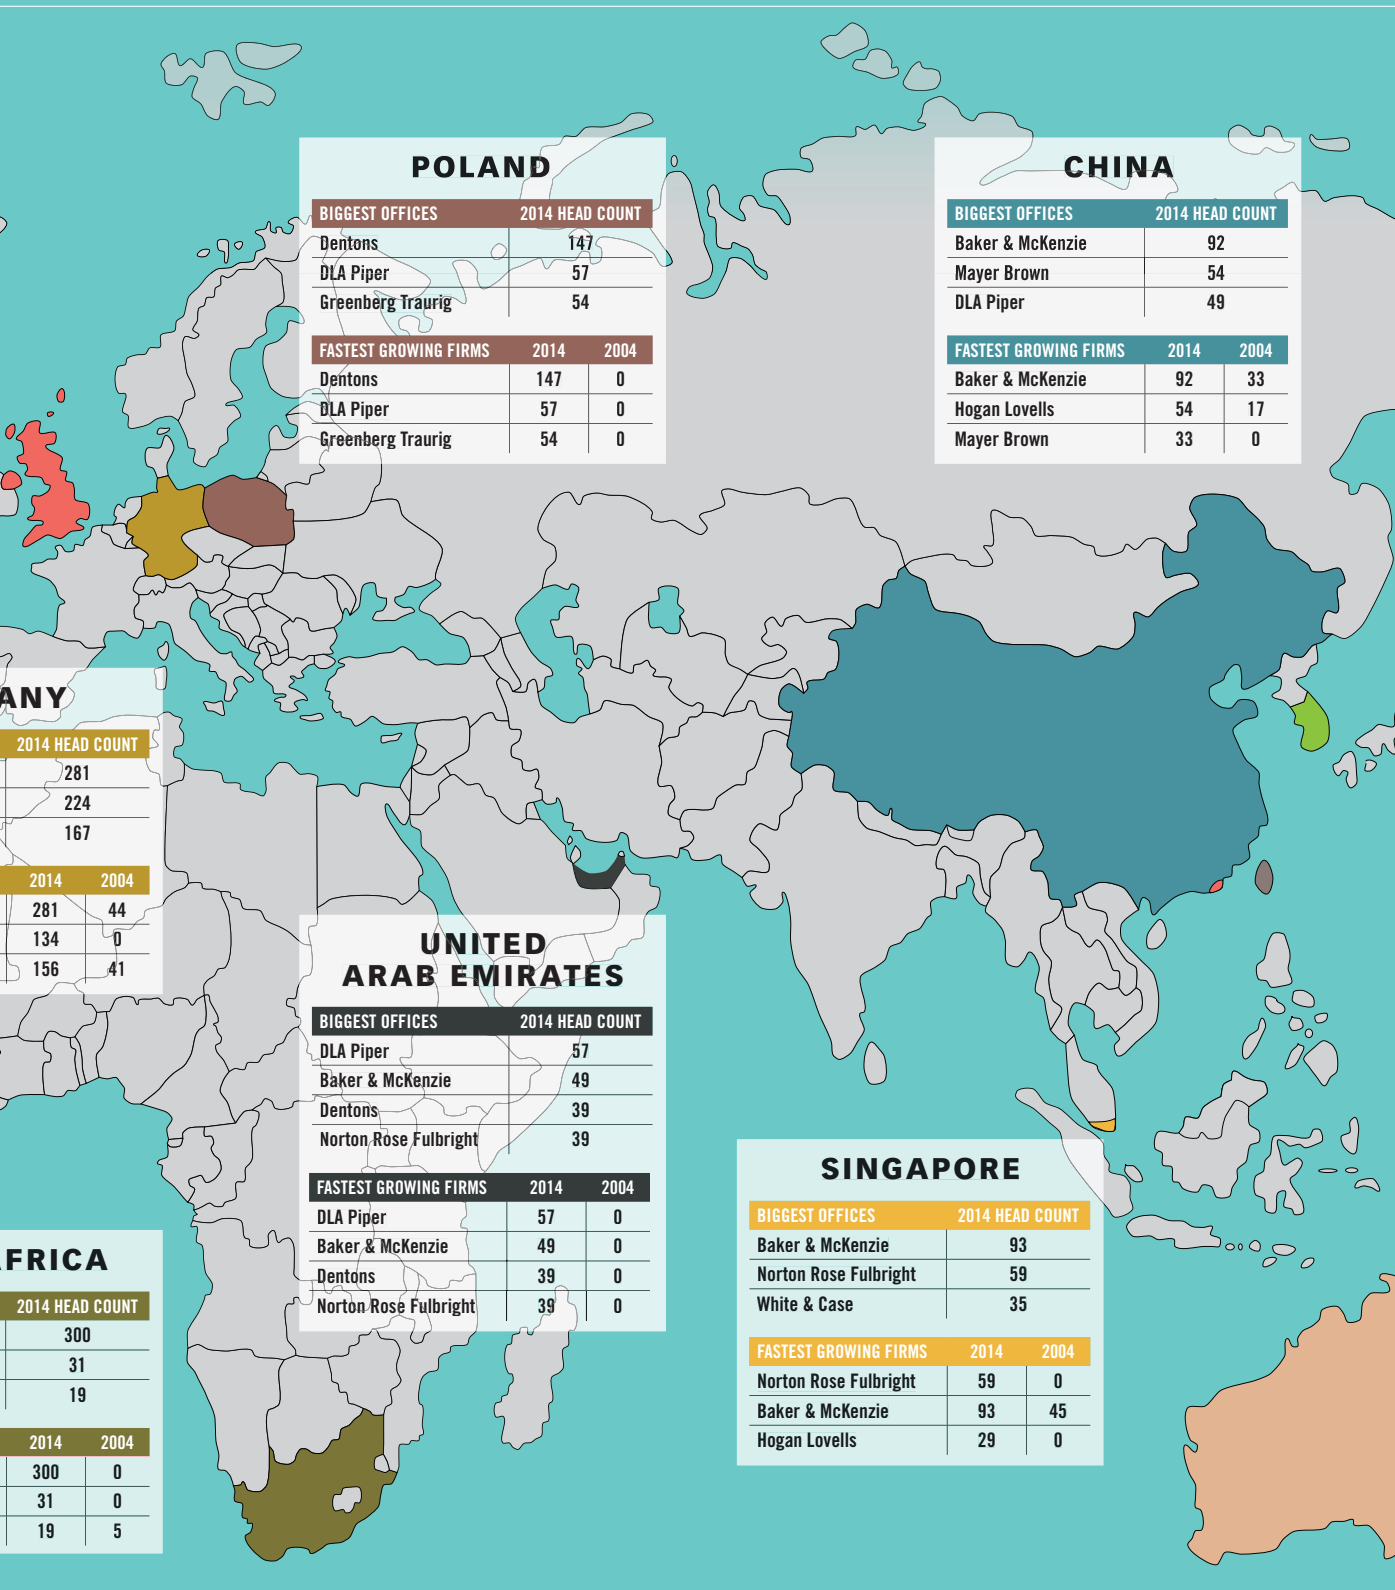 POLAND
BIGGEST OFFICES 2014 HEAD COUNT
Dentons 147
DLA Piper 57
Greenberg Traurig 54
FASTEST GROWING FIRMS 2014 2004
Dentons 147 0
DLA Piper 57 0
Greenberg Traurig 54 0
CHINA
BIGGEST OFFICES 2014 HEAD COUNT
Baker & McKenzie 92
Mayer Brown 54
DLA Piper 49
FASTEST GROWING FIRMS 2014 2004
Baker & McKenzie 92 33
Hogan Lovells 54 17
Mayer Brown 33 0
ANY
2014 HEAD COUNT
281
224
167
2014 2004
281 44
134 0
156 41
UNITED
ARAB EMIRATES
BIGGEST OFFICES 2014 HEAD COUNT
DLA Piper 57
Baker & McKenzie 49
Dentons 39
Norton Rose Fulbright 39
FASTEST GROWING FIRMS 2014 2004
DLA Piper 57 0
Baker & McKenzie 49 0
Dentons 39 0
Norton Rose Fulbright 39 0
FRICA
2014 HEAD COUNT
300
31
19
2014 2004
300 0
31 0
19 5
SINGAPORE
BIGGEST OFFICES 2014 HEAD COUNT
Baker & McKenzie 93
Norton Rose Fulbright 59
White & Case 35
FASTEST GROWING FIRMS 2014 2004
Norton Rose Fulbright 59 0
Baker & McKenzie 93 45
Hogan Lovells 29 0